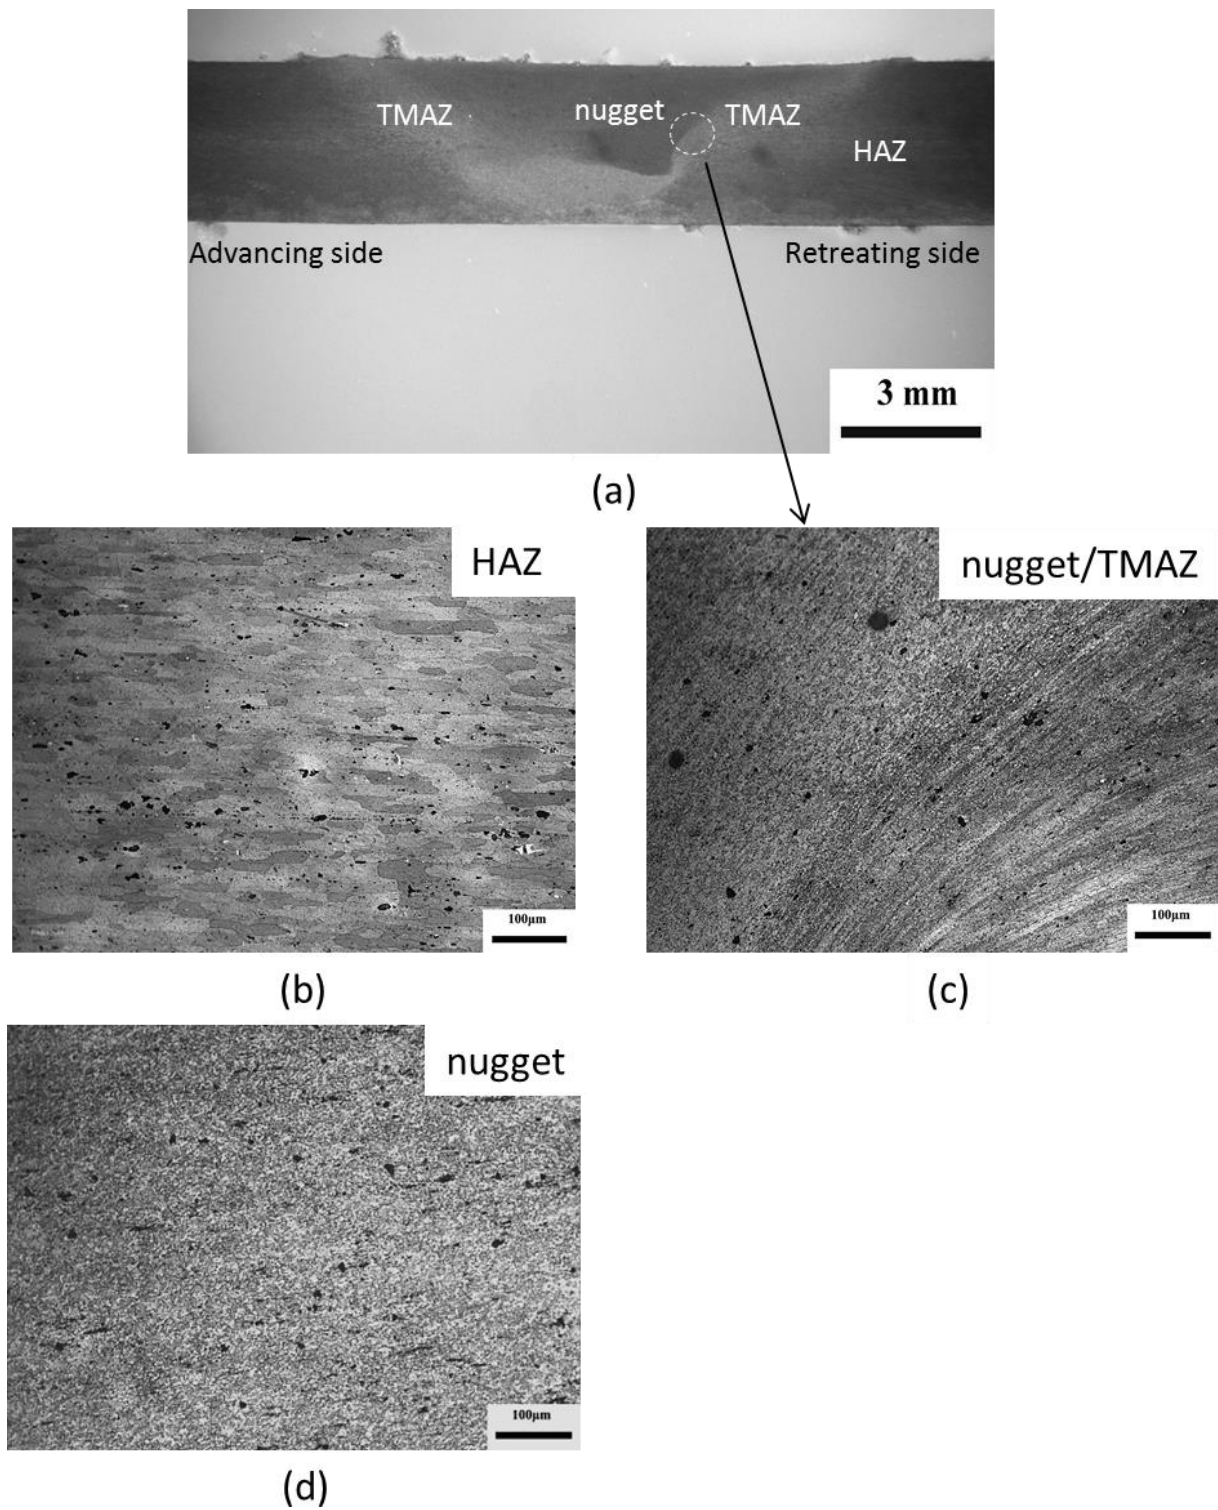 TMAZ
nugget
TMAZ
HAZ
Advancing side
Retreating side
3 mm
(a)
HAZ
nugget/TMAZ
100μm
100μm
(b)
(c)
nugget
100μm
(d)